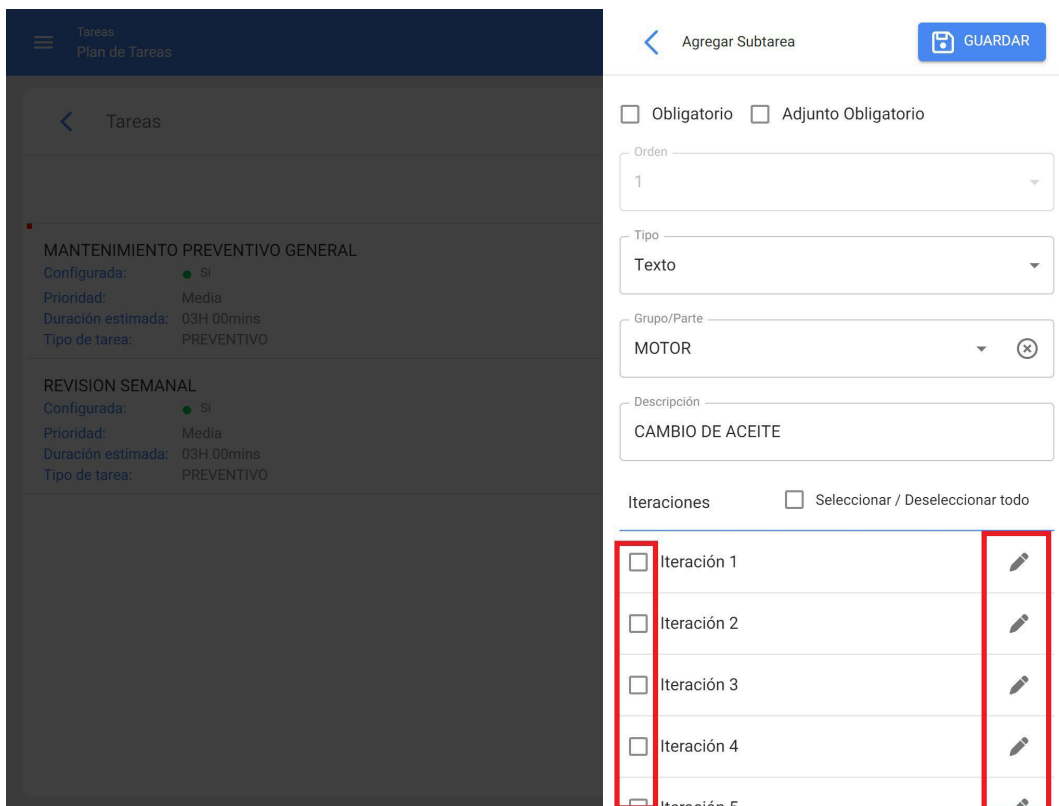 Tareas
Plan de Tareas
Tareas
MANTENIMIENTO PREVENTIVO GENERAL
Configurada: Si
Prioridad: Media
Duración estimada: 03H 00mins
Tipo de tarea: PREVENTIVO
REVISION SEMANAL
Configurada: Si
Prioridad: Media
Duración estimada: 03H 00mins
Tipo de tarea: PREVENTIVO
Agregar Subtarea GUARDAR
Obligatorio Adjunto Obligatorio
Orden
1
Tipo
Texto
Grupo/Parte
MOTOR
Descripción
CAMBIO DE ACEITE
Iteraciones Seleccionar / Deseleccionar todo
Iteración 1
Iteración 2
Iteración 3
Iteración 4
Iteración 5